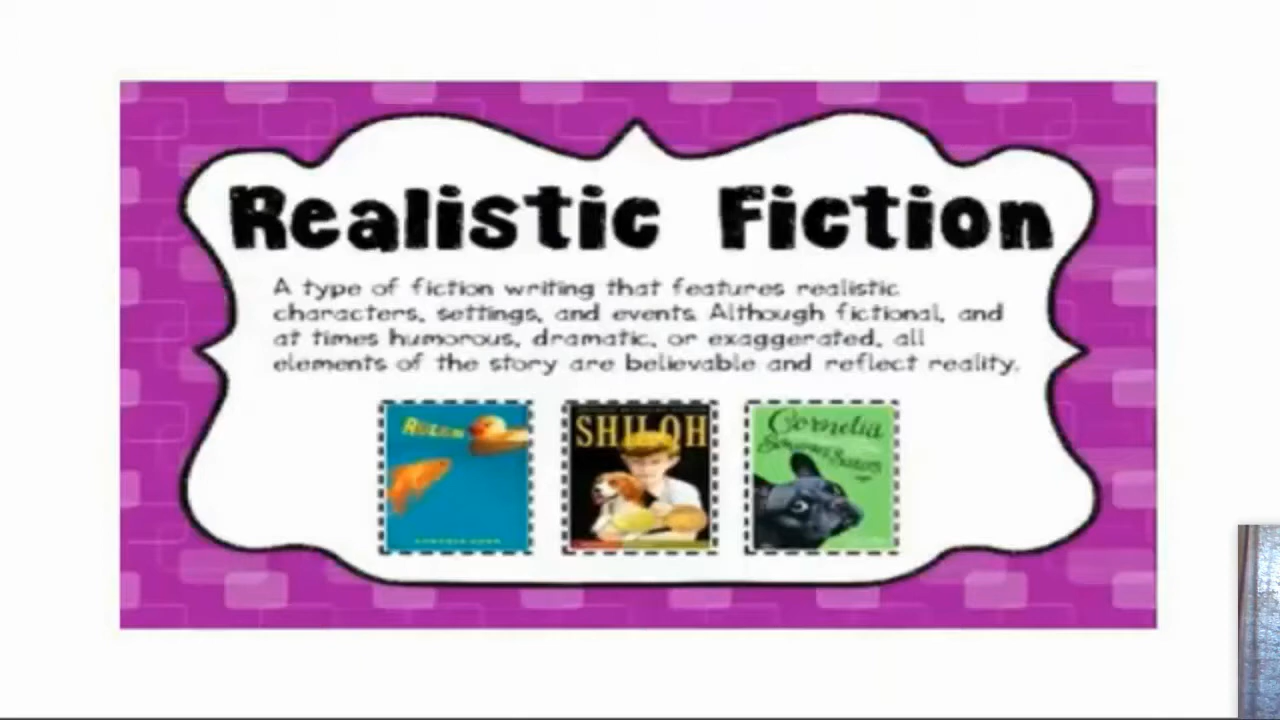 Realistic Fiction
A type of fiction writing that features realistic
characters, settings, and events. Although fictional, and
at times humorous, dramatic, or exaggerated, all
elements of the story are believable and reflect reality.
SHILOH
Cornelia